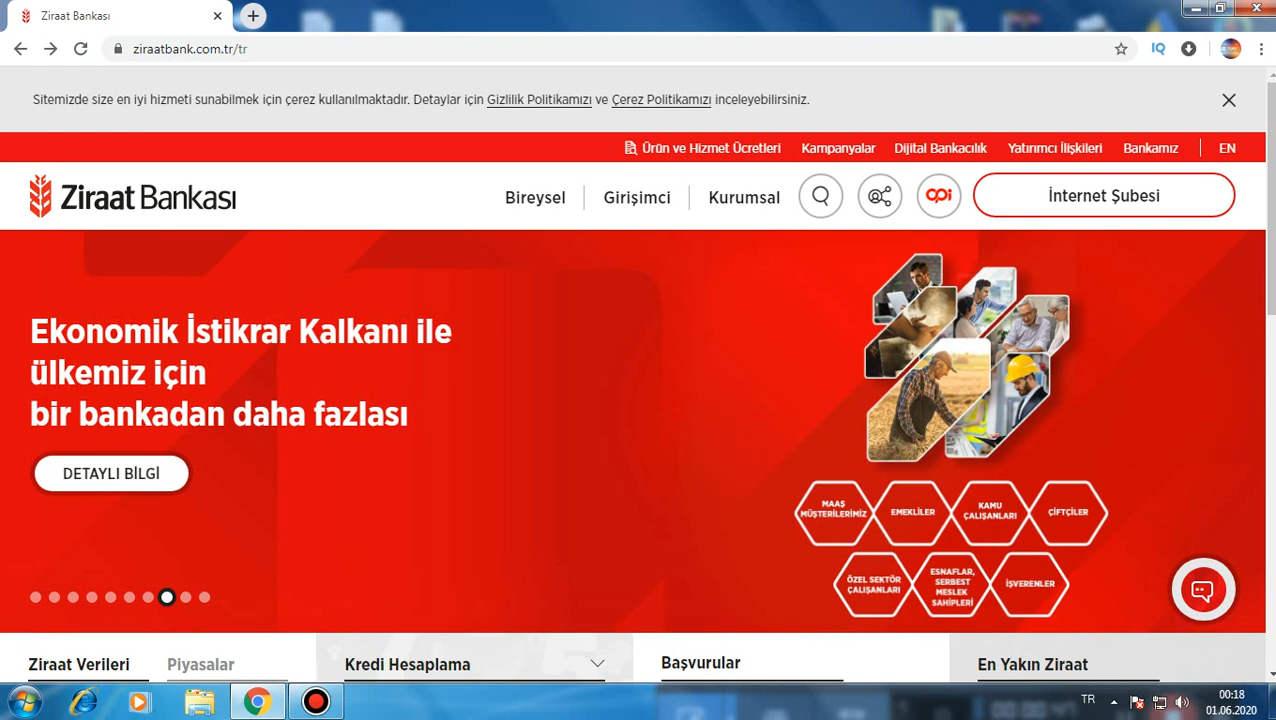 Ziraat Bankası
ziraatbank.com.tr/tr
IQ
Sitemizde size en iyi hizmeti sunabilmek için çerez kullanılmaktadır. Detaylar için Gizlilik Politikamızı ve Çerez Politikamızı inceleyebilirsiniz.
Ürün ve Hizmet Ücretleri Kampanyalar Dijital Bankacılık Yatırımcı İlişkileri Bankamız EN
Ziraat Bankası Bireysel Girişimci Kurumsal opi İnternet Şubesi
Ekonomik İstikrar Kalkanı ile
ülkemiz için
bir bankadan daha fazlası
DETAYLI BİLGİ
MAAŞ
MÜŞTERİLERİMİZ
EMEKLİLER
KAMU
ÇALIŞANLARI
ÇİFTÇİLER
ÖZEL SEKTÖR
ÇALIŞANLARI
ESNAFLAR,
SERBEST
MESLEK
SAHİPLERİ
İŞVERENLER
Ziraat Verileri Piyasalar Kredi Hesaplama Başvurular En Yakın Ziraat
TR
00:18
01.06.2020